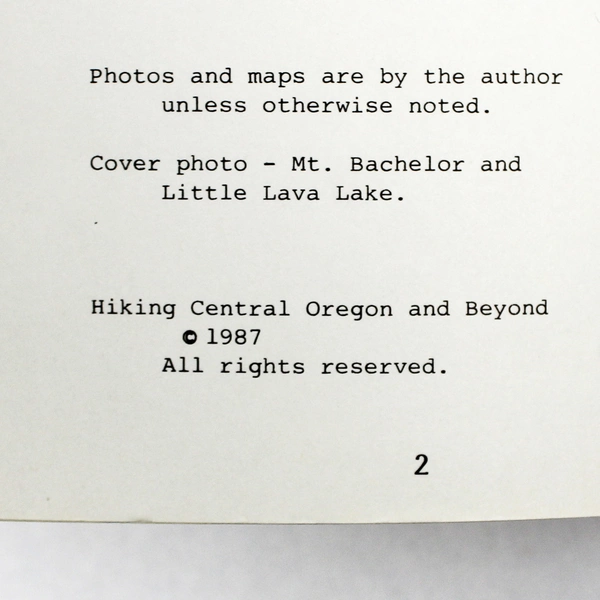 Photos and maps are by the author
unless otherwise noted.
Cover photo - Mt. Bachelor and
Little Lava Lake.
Hiking Central Oregon and Beyond
© 1987
All rights reserved.
2